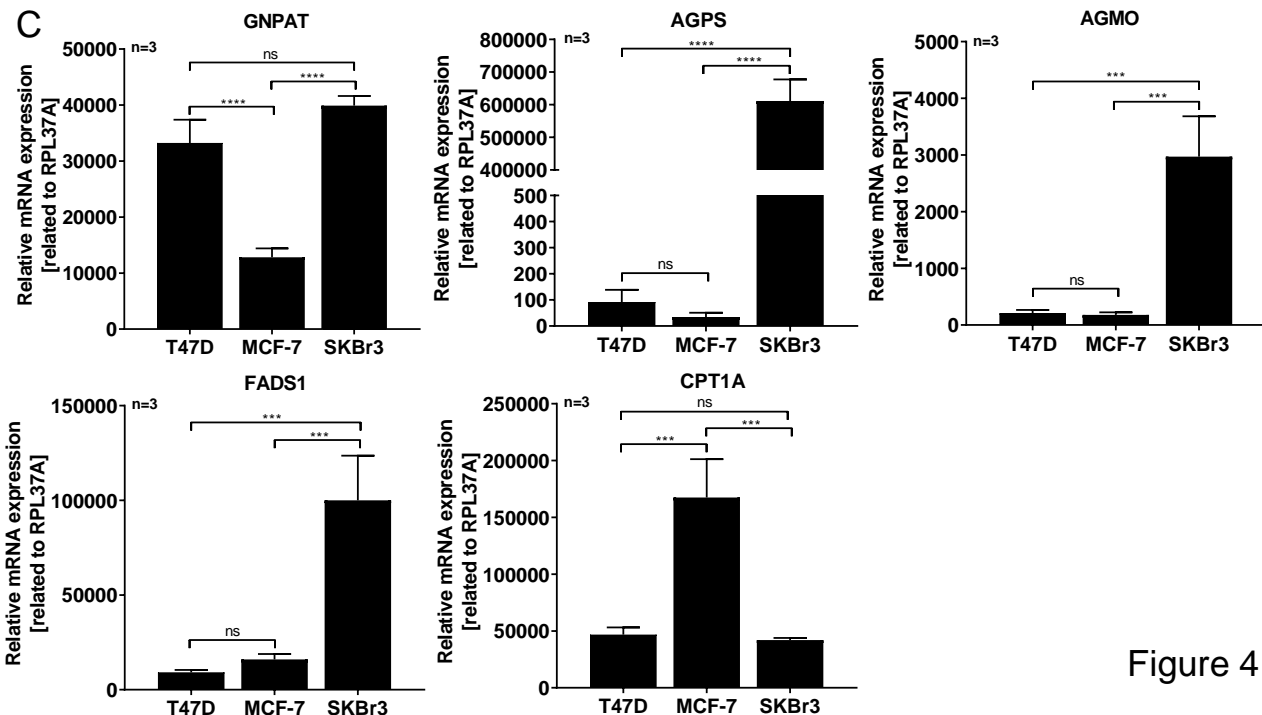 C
GNPAT
n=3
Relative mRNA expression
[related to RPL37A]
50000
40000
30000
20000
10000
0
ns
****
****
T47D MCF-7 SKBr3
AGPS
n=3
Relative mRNA expression
[related to RPL37A]
800000
700000
600000
500000
400000
500
400
300
200
100
0
****
****
ns
T47D MCF-7 SKBr3
AGMO
n=3
Relative mRNA expression
[related to RPL37A]
5000
4000
3000
2000
1000
0
***
***
ns
T47D MCF-7 SKBr3
FADS1
n=3
Relative mRNA expression
[related to RPL37A]
150000
100000
50000
0
***
***
ns
T47D MCF-7 SKBr3
CPT1A
n=3
Relative mRNA expression
[related to RPL37A]
250000
200000
150000
100000
50000
0
ns
***
***
T47D MCF-7 SKBr3
Figure 4